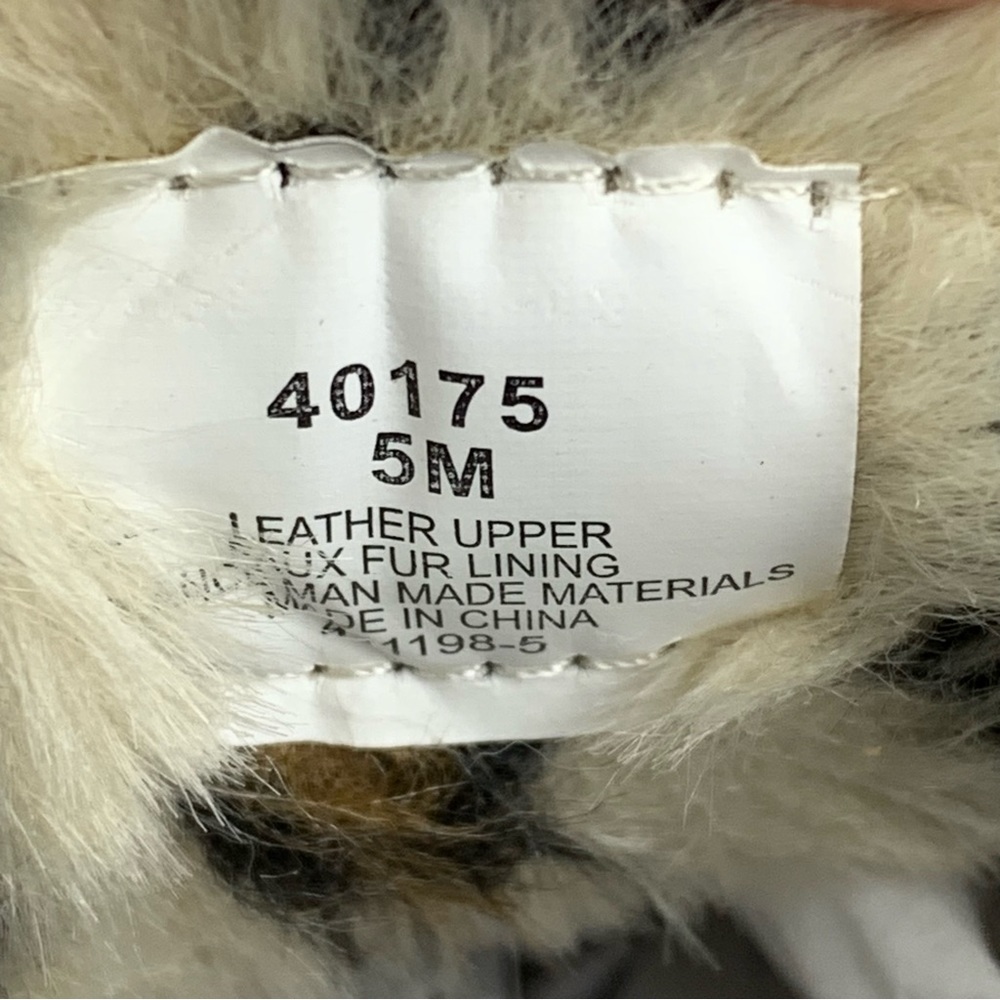 40175
5M
LEATHER UPPER
FUR LINING
MAN MADE MATERIALS
IN CHINA